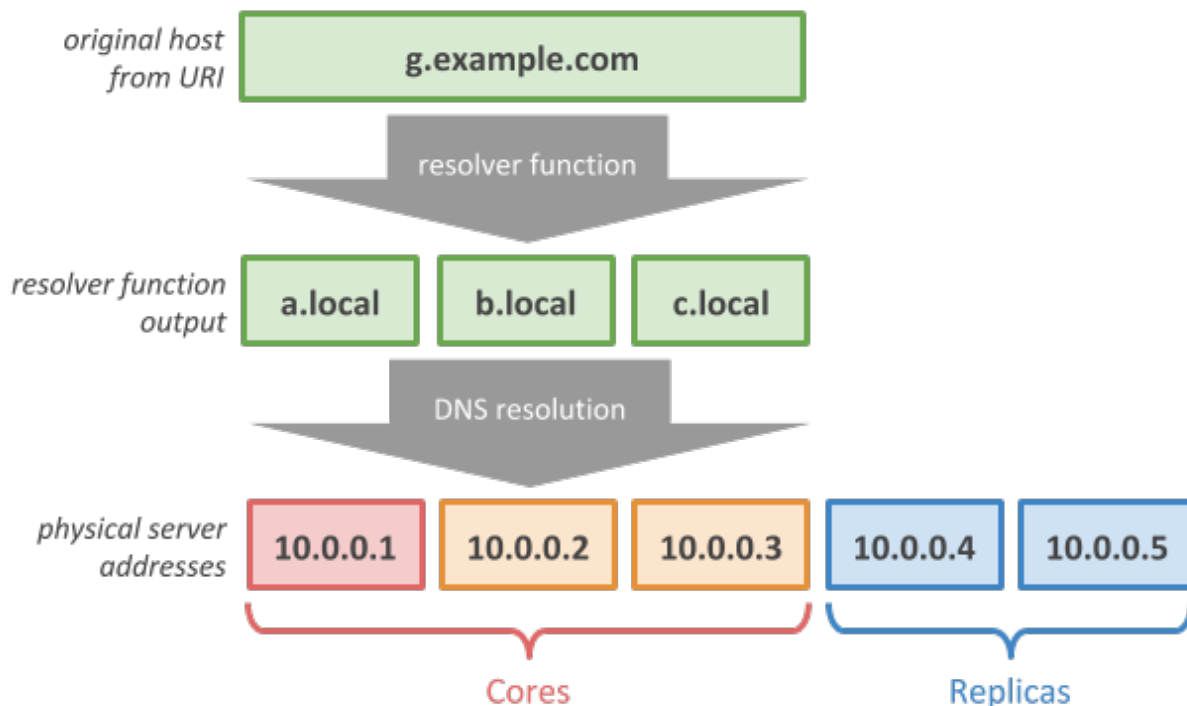 original host
from URI
g.example.com
resolver function
resolver function
output
a.local
b.local
c.local
DNS resolution
physical server
addresses
10.0.0.1
10.0.0.2
10.0.0.3
10.0.0.4
10.0.0.5
Cores
Replicas